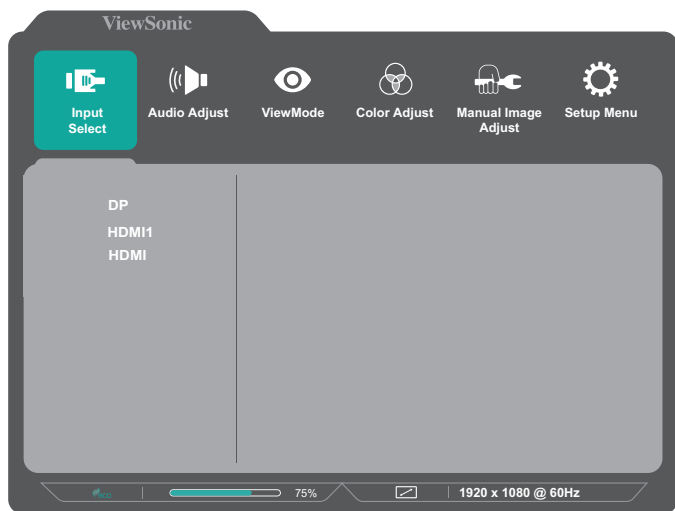 ViewSonic
Input Select
Audio Adjust
ViewMode
Color Adjust
Manual Image Adjust
Setup Menu
DP
HDMI1
HDMI
ECO
75%
1920 x 1080 @ 60Hz